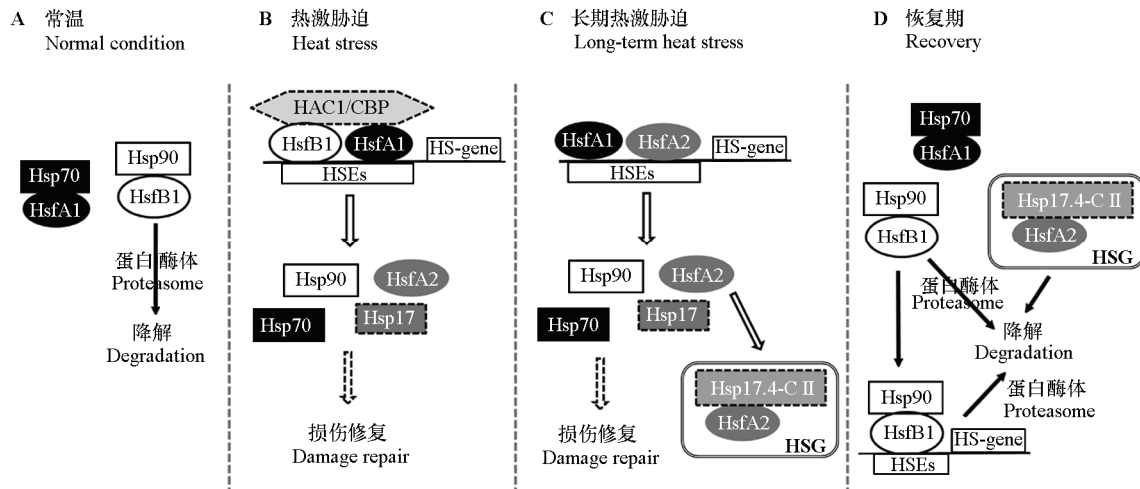 A 常温
Normal condition
Hsp70
HsfA1
Hsp90
HsfB1
蛋白酶体
Proteasome
降解
Degradation
B 热激胁迫
Heat stress
HAC1/CBP
HsfB1
HsfA1
HS-gene
HSEs
Hsp90
HsfA2
Hsp70
Hsp17
损伤修复
Damage repair
C 长期热激胁迫
Long-term heat stress
HsfA1
HsfA2
HS-gene
HSEs
Hsp90
HsfA2
Hsp70
Hsp17
损伤修复
Damage repair
Hsp17.4-C II
HsfA2
HSG
D 恢复期
Recovery
Hsp70
HsfA1
Hsp90
HsfB1
Hsp17.4-C II
HsfA2
HSG
蛋白酶体
Proteasome
降解
Degradation
蛋白酶体
Proteasome
Hsp90
HsfB1
HS-gene
HSEs